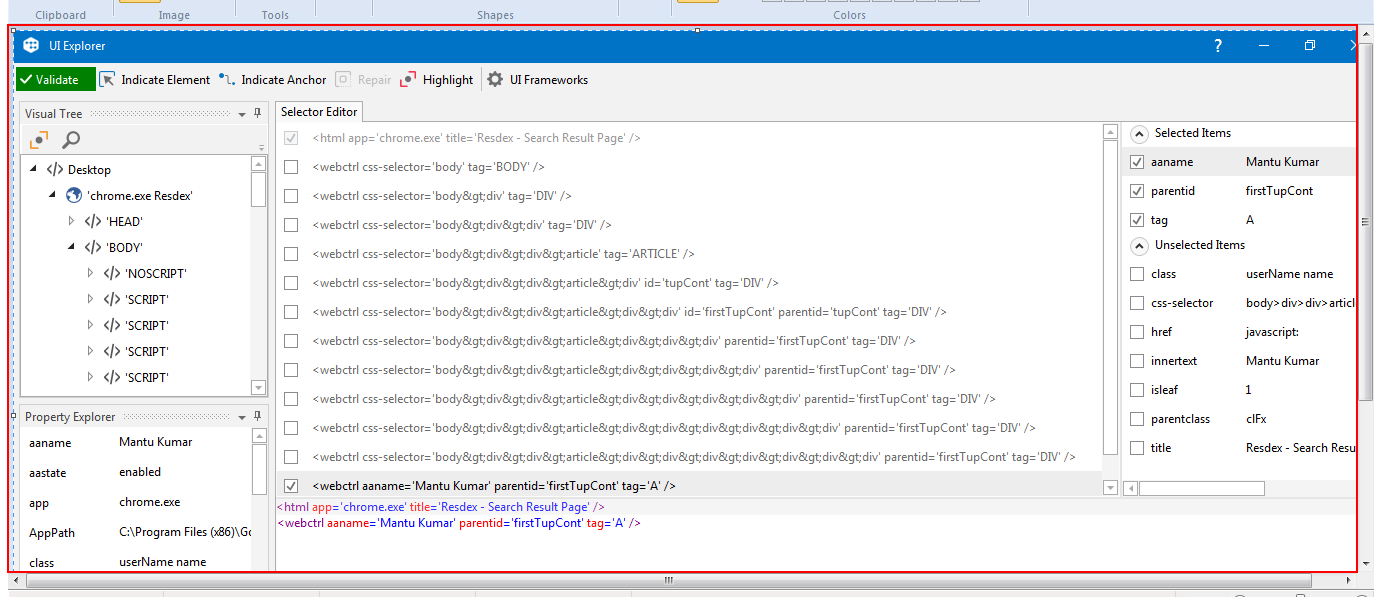 Clipboard
Image
Tools
Shapes
Colors
UI Explorer
?
Validate
Indicate Element
Indicate Anchor
Repair
Highlight
UI Frameworks
Visual Tree
</> Desktop
'chrome.exe Resdex'
</> 'HEAD'
</> 'BODY'
</> 'NOSCRIPT'
</> 'SCRIPT'
</> 'SCRIPT'
</> 'SCRIPT'
</> 'SCRIPT'
Property Explorer
aaname Mantu Kumar
aastate enabled
app chrome.exe
AppPath C:\Program Files (x86)\Go
class userName name
Selector Editor
<html app='chrome.exe' title='Resdex - Search Result Page' />
<webctrl css-selector='body' tag='BODY' />
<webctrl css-selector='body&gt;div' tag='DIV' />
<webctrl css-selector='body&gt;div&gt;div' tag='DIV' />
<webctrl css-selector='body&gt;div&gt;div&gt;article' tag='ARTICLE' />
<webctrl css-selector='body&gt;div&gt;div&gt;article&gt;div' id='tupCont' tag='DIV' />
<webctrl css-selector='body&gt;div&gt;div&gt;article&gt;div&gt;div' id='firstTupCont' parentid='tupCont' tag='DIV' />
<webctrl css-selector='body&gt;div&gt;div&gt;article&gt;div&gt;div&gt;div' parentid='firstTupCont' tag='DIV' />
<webctrl css-selector='body&gt;div&gt;div&gt;article&gt;div&gt;div&gt;div&gt;div' parentid='firstTupCont' tag='DIV' />
<webctrl css-selector='body&gt;div&gt;div&gt;article&gt;div&gt;div&gt;div&gt;div&gt;div' parentid='firstTupCont' tag='DIV' />
<webctrl css-selector='body&gt;div&gt;div&gt;article&gt;div&gt;div&gt;div&gt;div&gt;div&gt;div' parentid='firstTupCont' tag='DIV' />
<webctrl css-selector='body&gt;div&gt;div&gt;article&gt;div&gt;div&gt;div&gt;div&gt;div&gt;div&gt;div' parentid='firstTupCont' tag='DIV' />
<webctrl aaname='Mantu Kumar' parentid='firstTupCont' tag='A' />
<html app='chrome.exe' title='Resdex - Search Result Page' />
<webctrl aaname='Mantu Kumar' parentid='firstTupCont' tag='A' />
Selected Items
aaname Mantu Kumar
parentid firstTupCont
tag A
Unselected Items
class userName name
css-selector body>div>div>articl
href javascript:
innertext Mantu Kumar
isleaf 1
parentclass clFx
title Resdex - Search Resu